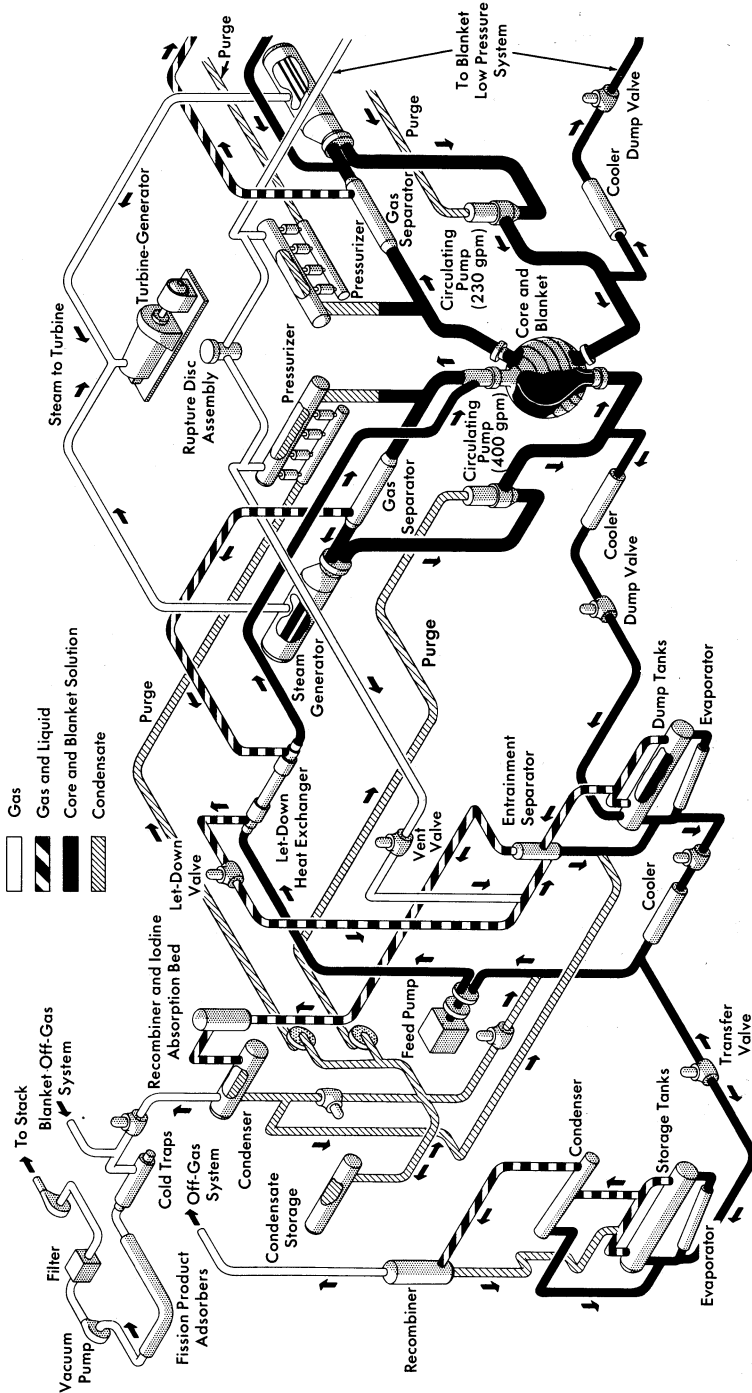 Gas
Gas and Liquid
Core and Blanket Solution
Condensate
To Stack
Blanket-Off-Gas
System
Vacuum
Pump
Filter
Cold Traps
Fission Product
Adsorbers
Off-Gas
System
Recombiner and Iodine
Absorption Bed
Condenser
Condensate
Storage
Recombiner
Condenser
Storage Tanks
Evaporator
Transfer
Valve
Feed Pump
Let-Down
Valve
Let-Down
Heat Exchanger
Vent
Valve
Entrainment
Separator
Cooler
Dump Tanks
Evaporator
Purge
Purge
Steam
Generator
Gas
Separator
Pressurizer
Rupture Disc
Assembly
Steam to Turbine
Turbine-Generator
Circulating
Pump
(400 gpm)
Cooler
Dump Valve
Core and
Blanket
Pressurizer
Gas
Separator
Circulating
Pump
(230 gpm)
Purge
Purge
To Blanket
Low Pressure
System
Cooler
Dump Valve